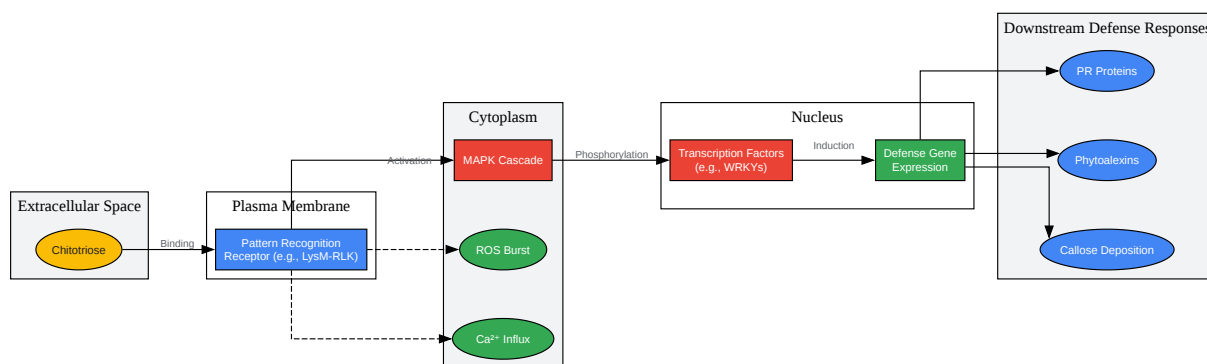 Extracellular Space
Chitotriose
Binding
Plasma Membrane
Pattern Recognition
Receptor (e.g., LysM-RLK)
Activation
Cytoplasm
MAPK Cascade
ROS Burst
Ca²⁺ Influx
Phosphorylation
Nucleus
Transcription Factors
(e.g., WRKYs)
Induction
Defense Gene
Expression
Downstream Defense Responses
PR Proteins
Phytoalexins
Callose Deposition